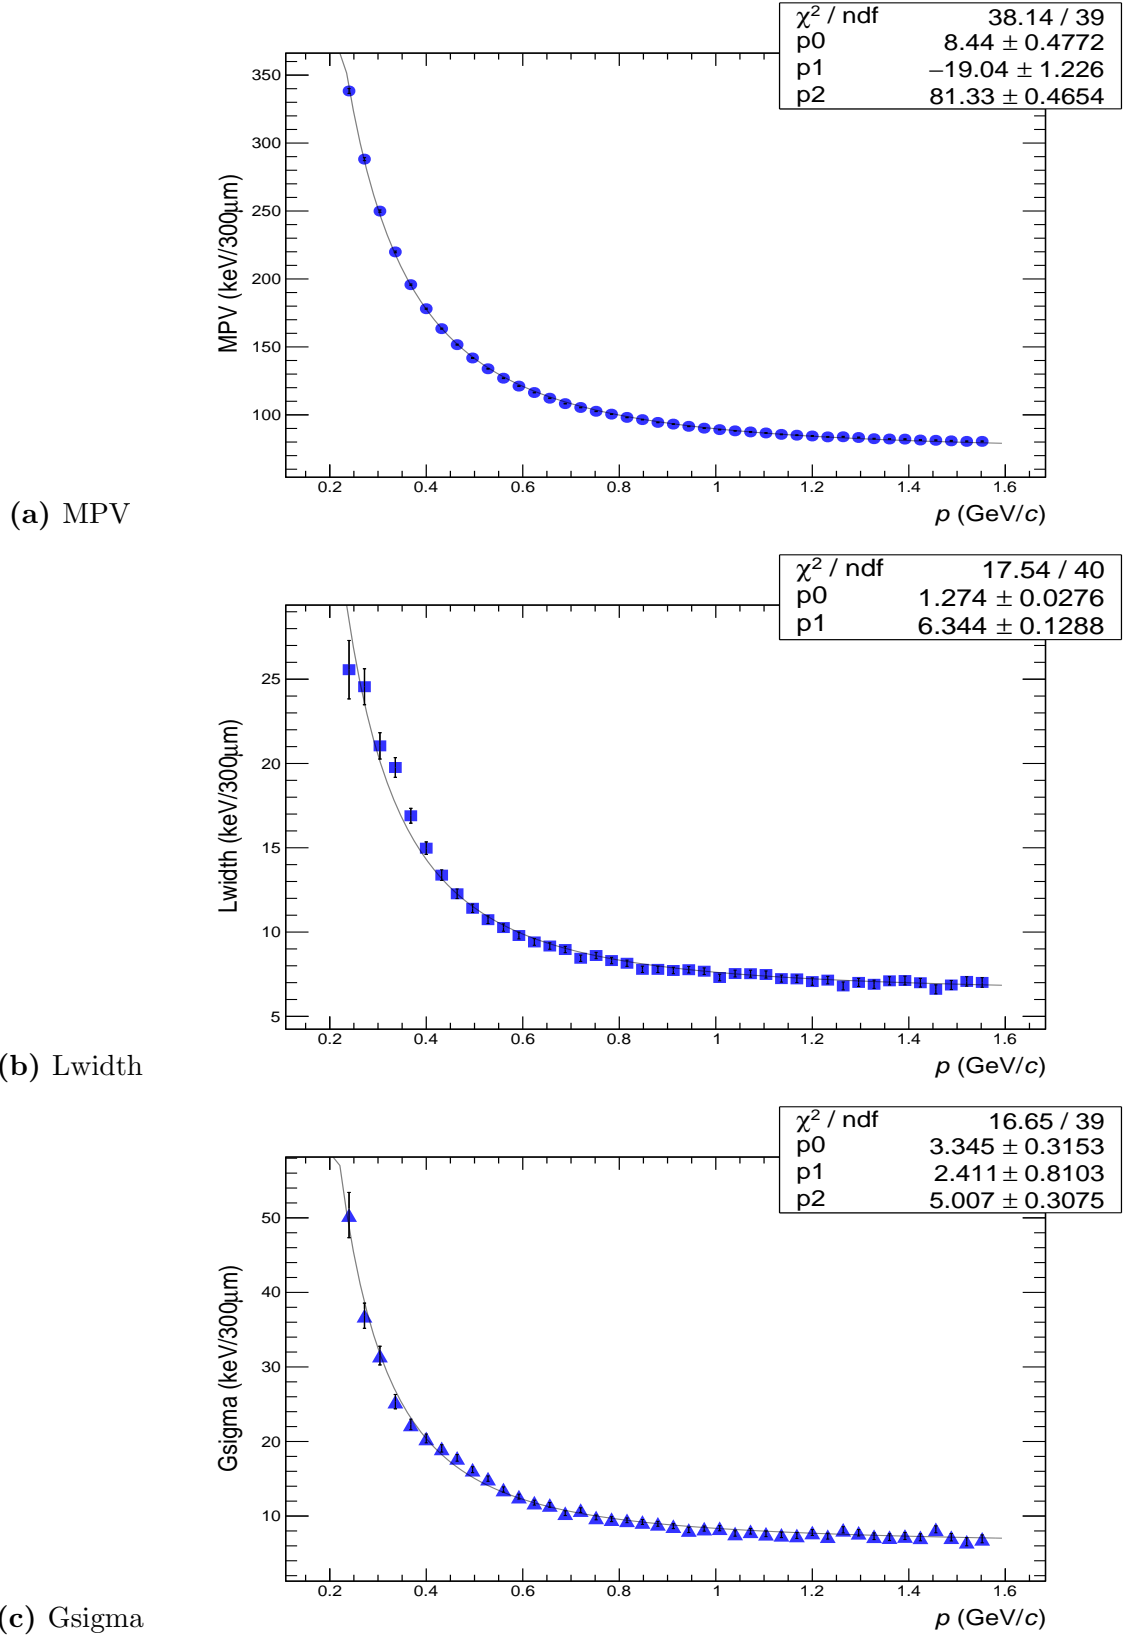 χ² / ndf 38.14 / 39
p0 8.44 ± 0.4772
p1 −19.04 ± 1.226
p2 81.33 ± 0.4654
350
300
250
200
150
100
MPV (keV/300μm)
0.2 0.4 0.6 0.8 1 1.2 1.4 1.6
p (GeV/c)
(a) MPV
χ² / ndf 17.54 / 40
p0 1.274 ± 0.0276
p1 6.344 ± 0.1288
25
20
15
10
5
Lwidth (keV/300μm)
0.2 0.4 0.6 0.8 1 1.2 1.4 1.6
p (GeV/c)
(b) Lwidth
χ² / ndf 16.65 / 39
p0 3.345 ± 0.3153
p1 2.411 ± 0.8103
p2 5.007 ± 0.3075
50
40
30
20
10
Gsigma (keV/300μm)
0.2 0.4 0.6 0.8 1 1.2 1.4 1.6
p (GeV/c)
(c) Gsigma